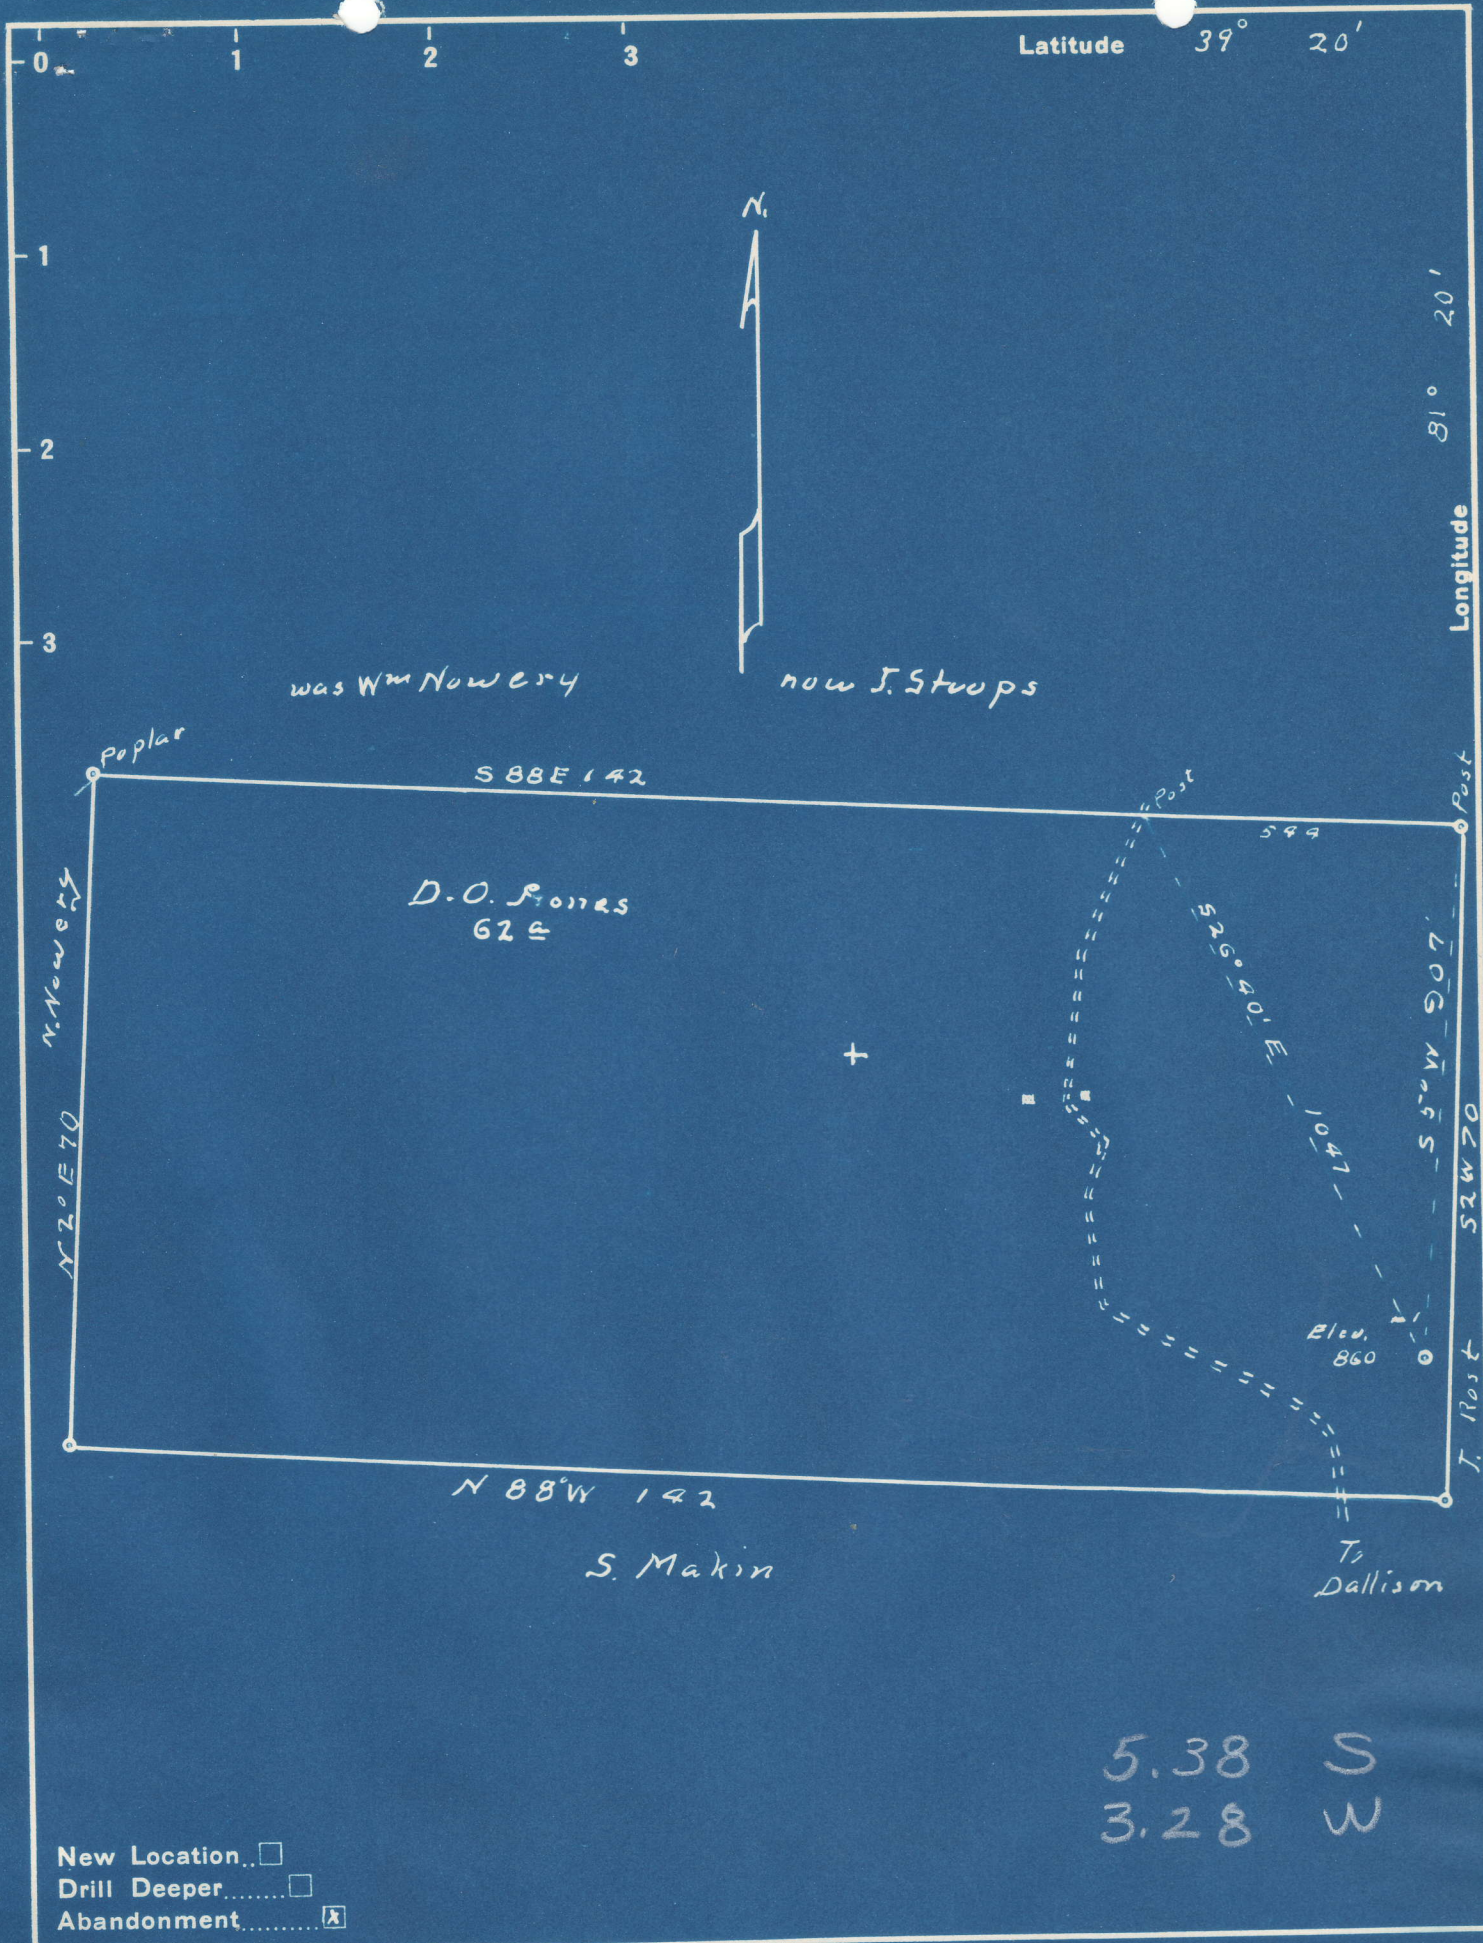 0
1
2
3
Latitude 39° 20'
1
2
3
81° 20'
Longitude
N.
was Wm Nowery now J. Stoops
Poplar
S 88 E 142
Post
544
Post
D.O.
62 a
N. Nowery
N 2° E 70
S 26° 40' E 1047
S 5° W 907'
S 2 W 70
Elev.
860
T. Post
N 88° W 142
S. Makin
To
Dallison
5.38 S
3.28 W
New Location..
Drill Deeper........
Abandonment.......... X